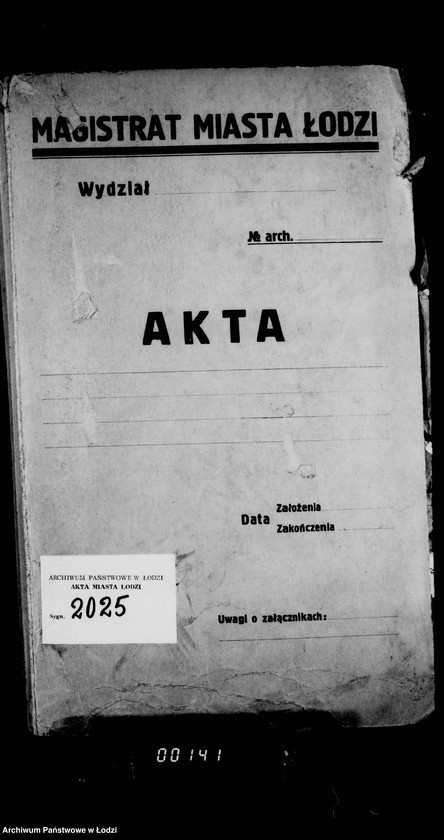 MAGISTRAT MIASTA ŁODZI
Wydział
№ arch.
AKTA
Data
Założenia
Zakończenia
ARCHIWUM PAŃSTWOWE W ŁODZI
AKTA MIASTA ŁODZI
Sygn. 2025
Uwagi o załącznikach:
00141
Archiwum Państwowe w Łodzi